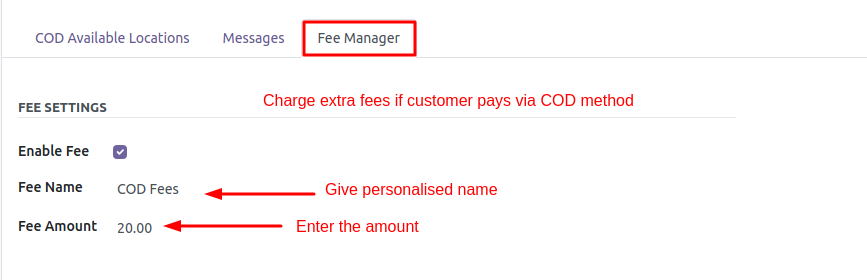 COD Available Locations Messages Fee Manager
FEE SETTINGS Charge extra fees if customer pays via COD method
Enable Fee
Fee Name COD Fees Give personalised name
Fee Amount 20.00 Enter the amount